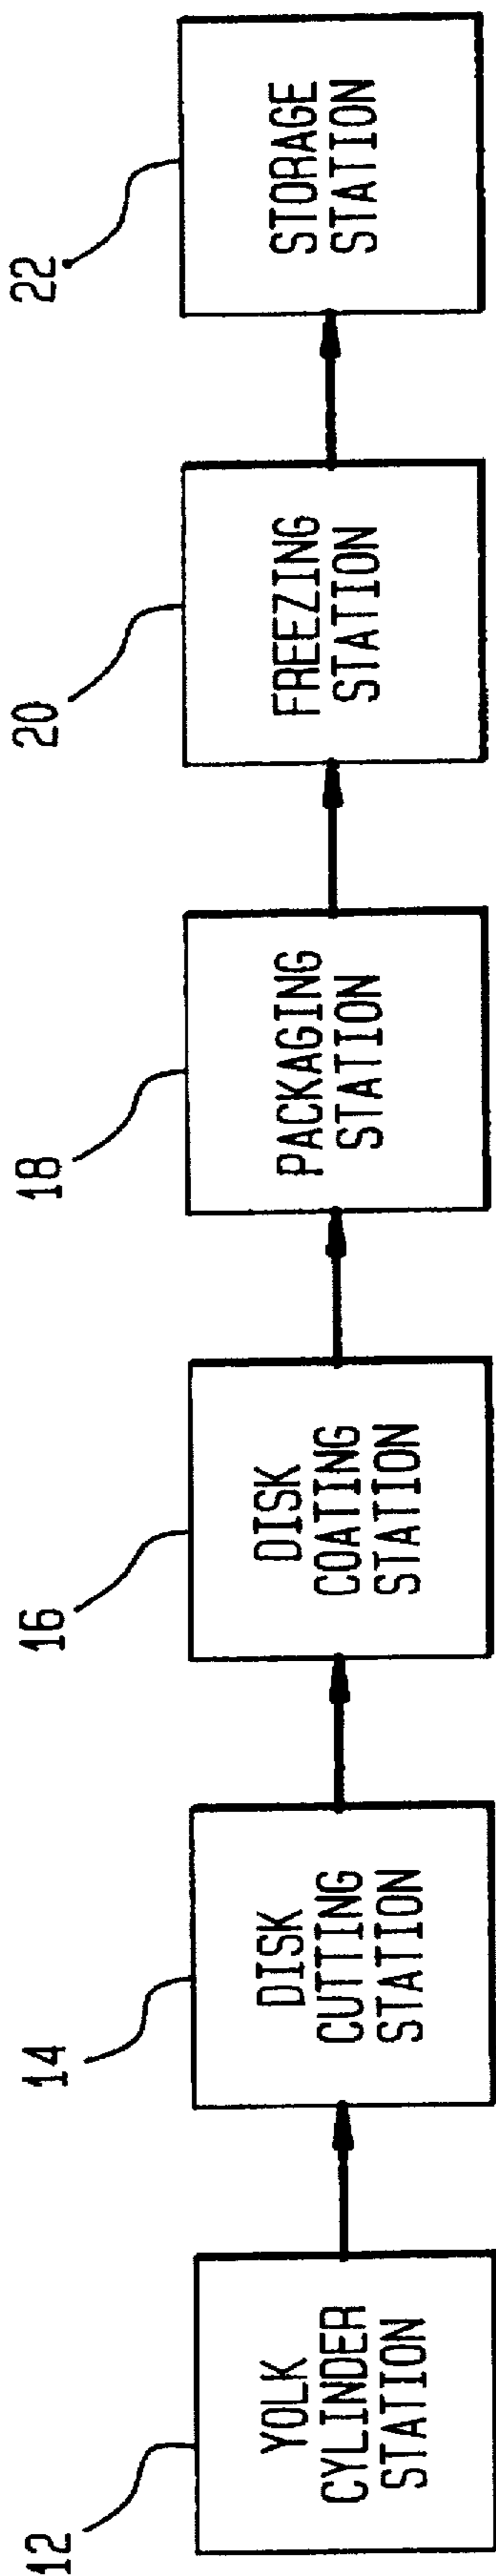 12
YOLK
CYLINDER
STATION
14
DISK
CUTTING
STATION
16
DISK
COATING
STATION
18
PACKAGING
STATION
20
FREEZING
STATION
22
STORAGE
STATION